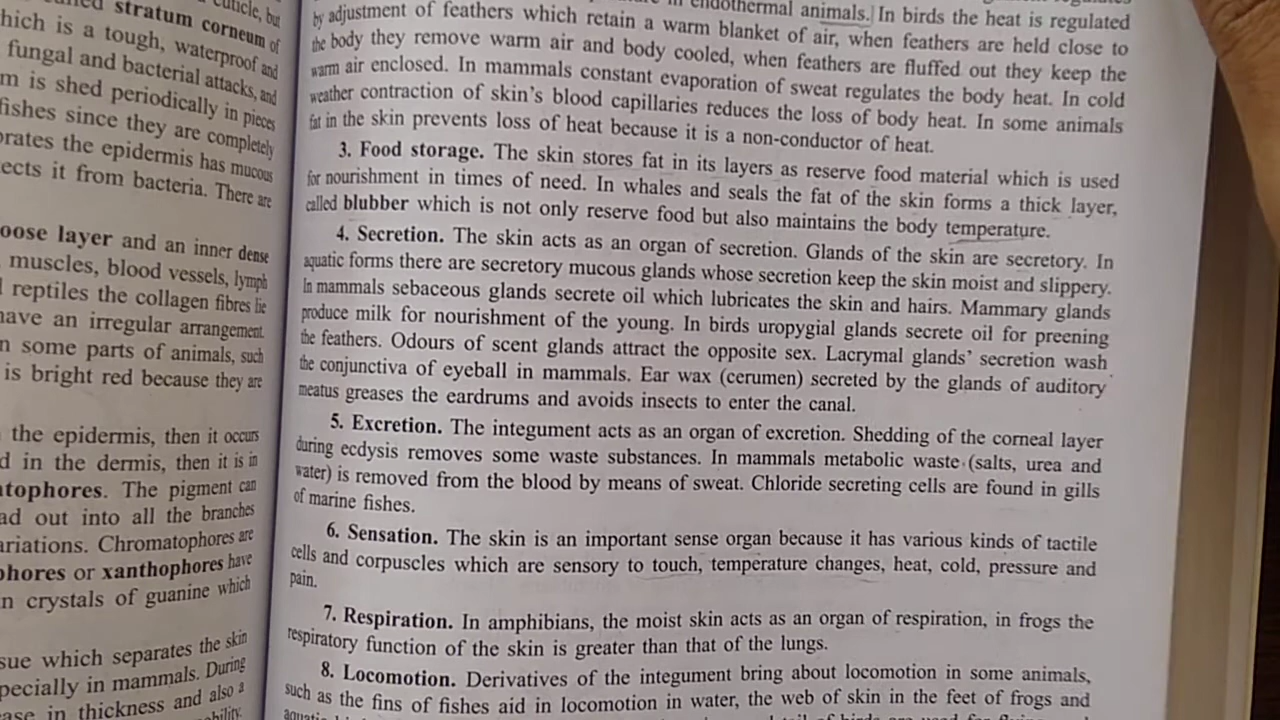 stratum corneum of
which is a tough, waterproof and
fungal and bacterial attacks, and
m is shed periodically in pieces
fishes since they are completely
brates the epidermis has mucous
ects it from bacteria. There are
oose layer and an inner dense
muscles, blood vessels, lymph
reptiles the collagen fibres lie
have an irregular arrangement.
n some parts of animals, such
is bright red because they are
the epidermis, then it occurs
d in the dermis, then it is in
atophores. The pigment can
ad out into all the branches
ariations. Chromatophores are
phores or xanthophores have
n crystals of guanine which
sue which separates the skin
pecially in mammals. During
ase in thickness and also a
endothermal animals. In birds the heat is regulated
by adjustment of feathers which retain a warm blanket of air, when feathers are held close to
the body they remove warm air and body cooled, when feathers are fluffed out they keep the
warm air enclosed. In mammals constant evaporation of sweat regulates the body heat. In cold
weather contraction of skin's blood capillaries reduces the loss of body heat. In some animals
fat in the skin prevents loss of heat because it is a non-conductor of heat.
3. Food storage. The skin stores fat in its layers as reserve food material which is used
for nourishment in times of need. In whales and seals the fat of the skin forms a thick layer,
called blubber which is not only reserve food but also maintains the body temperature.
4. Secretion. The skin acts as an organ of secretion. Glands of the skin are secretory. In
aquatic forms there are secretory mucous glands whose secretion keep the skin moist and slippery.
In mammals sebaceous glands secrete oil which lubricates the skin and hairs. Mammary glands
produce milk for nourishment of the young. In birds uropygial glands secrete oil for preening
the feathers. Odours of scent glands attract the opposite sex. Lacrymal glands' secretion wash
the conjunctiva of eyeball in mammals. Ear wax (cerumen) secreted by the glands of auditory
meatus greases the eardrums and avoids insects to enter the canal.
5. Excretion. The integument acts as an organ of excretion. Shedding of the corneal layer
during ecdysis removes some waste substances. In mammals metabolic waste (salts, urea and
water) is removed from the blood by means of sweat. Chloride secreting cells are found in gills
of marine fishes.
6. Sensation. The skin is an important sense organ because it has various kinds of tactile
cells and corpuscles which are sensory to touch, temperature changes, heat, cold, pressure and
pain.
7. Respiration. In amphibians, the moist skin acts as an organ of respiration, in frogs the
respiratory function of the skin is greater than that of the lungs.
8. Locomotion. Derivatives of the integument bring about locomotion in some animals,
such as the fins of fishes aid in locomotion in water, the web of skin in the feet of frogs and